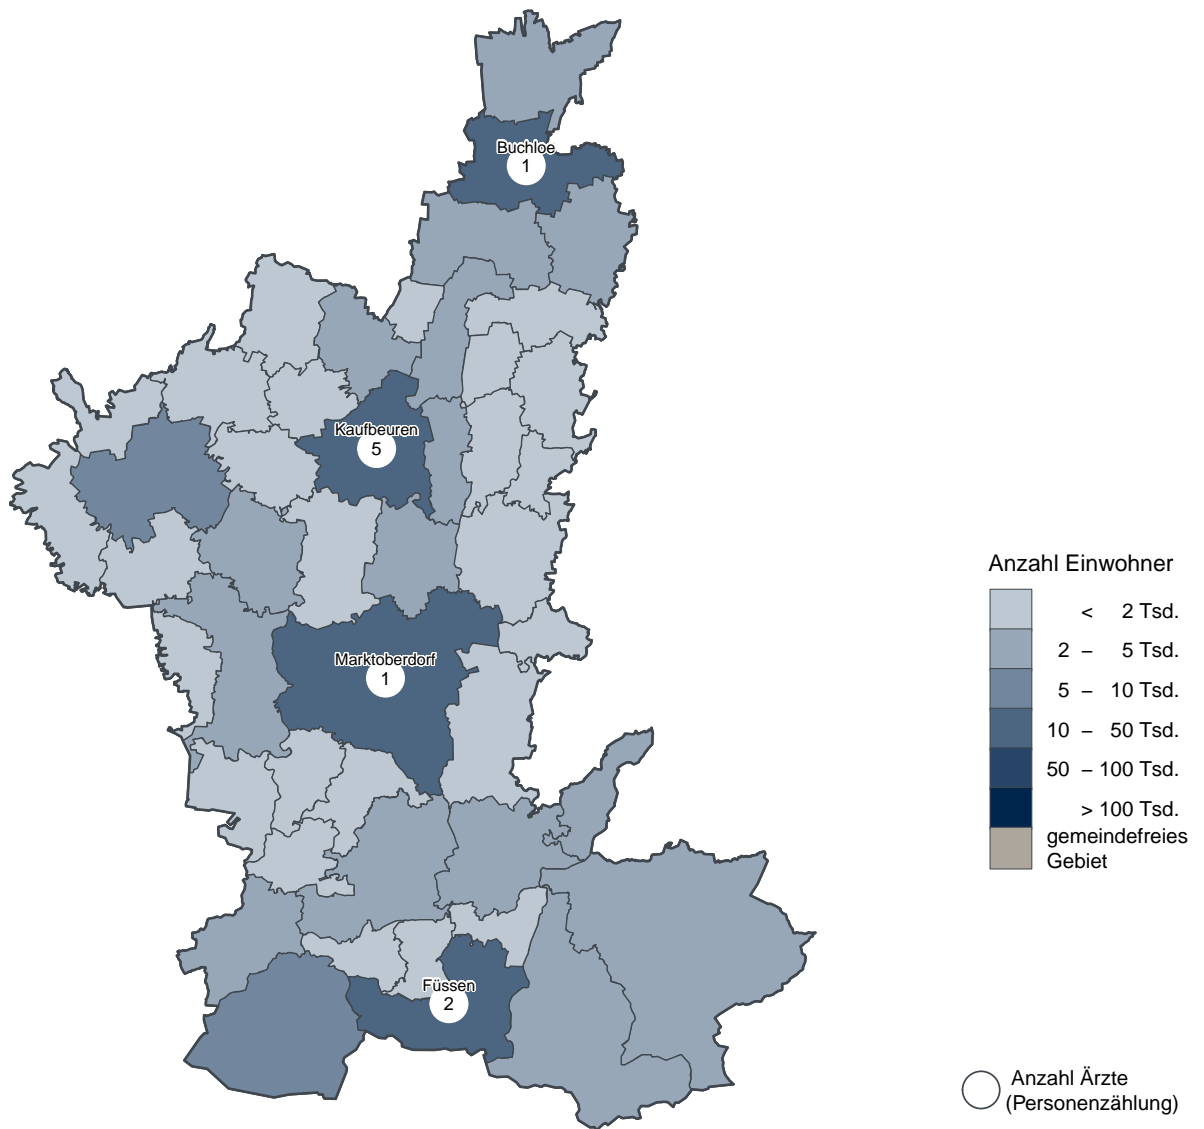 Buchloe
1
Kaufbeuren
5
Marktoberdorf
1
Füssen
2
Anzahl Einwohner
< 2 Tsd.
2 – 5 Tsd.
5 – 10 Tsd.
10 – 50 Tsd.
50 – 100 Tsd.
> 100 Tsd.
gemeindefreies
Gebiet
Anzahl Ärzte
(Personenzählung)